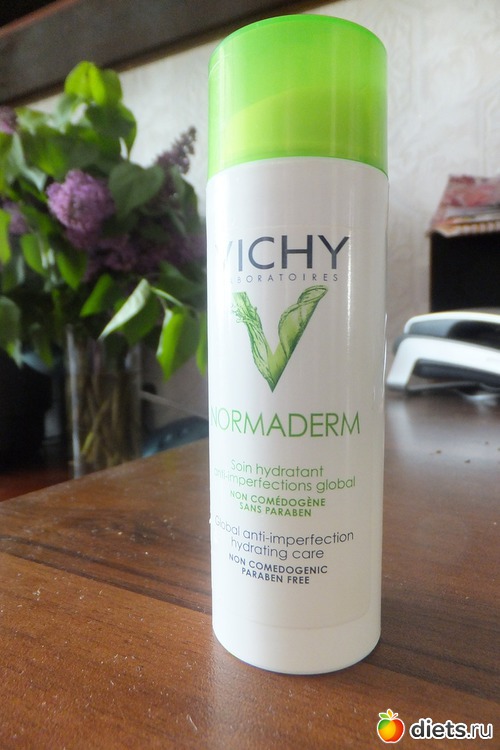 VICHY
LABORATOIRES
NORMADERM
Soin hydratant
anti-imperfections global
NON COMÉDOGÈNE
SANS PARABEN
Global anti-imperfection
hydrating care
NON COMEDOGENIC
PARABEN FREE
diets.ru